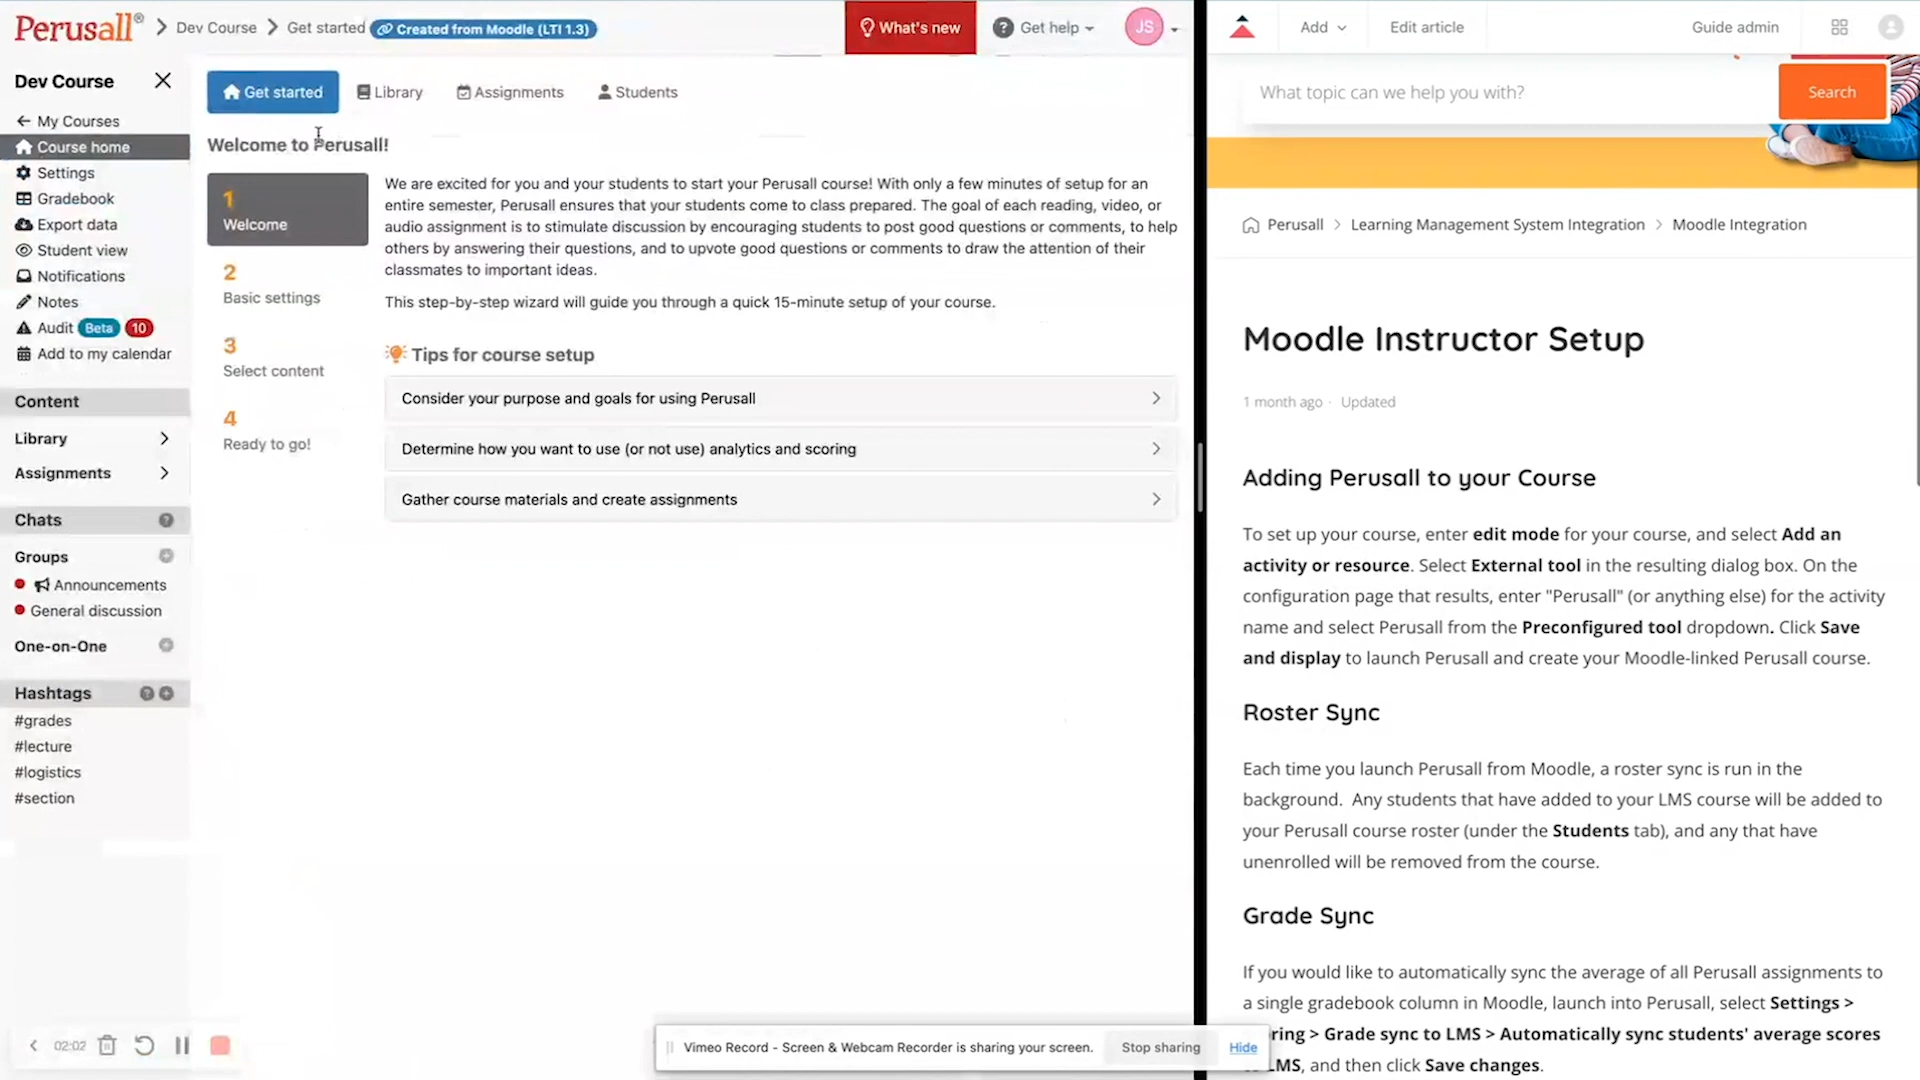 Perusall® > Dev Course > Get started Created from Moodle (LTI 1.3) What's new Get help JS
Dev Course
My Courses
Course home
Settings
Gradebook
Export data
Student view
Notifications
Notes
Audit Beta 10
Add to my calendar
Content
Library
Assignments
Chats
Groups
Announcements
General discussion
One-on-One
Hashtags
#grades
#lecture
#logistics
#section
Get started Library Assignments Students
Welcome to Perusall!
1
Welcome
2
Basic settings
3
Select content
4
Ready to go!
We are excited for you and your students to start your Perusall course! With only a few minutes of setup for an
entire semester, Perusall ensures that your students come to class prepared. The goal of each reading, video, or
audio assignment is to stimulate discussion by encouraging students to post good questions or comments, to help
others by answering their questions, and to upvote good questions or comments to draw the attention of their
classmates to important ideas.
This step-by-step wizard will guide you through a quick 15-minute setup of your course.
Tips for course setup
Consider your purpose and goals for using Perusall
Determine how you want to use (or not use) analytics and scoring
Gather course materials and create assignments
02:02
Vimeo Record - Screen & Webcam Recorder is sharing your screen. Stop sharing Hide
Add Edit article Guide admin
What topic can we help you with? Search
Perusall > Learning Management System Integration > Moodle Integration
Moodle Instructor Setup
1 month ago · Updated
Adding Perusall to your Course
To set up your course, enter edit mode for your course, and select Add an
activity or resource. Select External tool in the resulting dialog box. On the
configuration page that results, enter "Perusall" (or anything else) for the activity
name and select Perusall from the Preconfigured tool dropdown. Click Save
and display to launch Perusall and create your Moodle-linked Perusall course.
Roster Sync
Each time you launch Perusall from Moodle, a roster sync is run in the
background. Any students that have added to your LMS course will be added to
your Perusall course roster (under the Students tab), and any that have
unenrolled will be removed from the course.
Grade Sync
If you would like to automatically sync the average of all Perusall assignments to
a single gradebook column in Moodle, launch into Perusall, select Settings >
ring > Grade sync to LMS > Automatically sync students' average scores
LMS, and then click Save changes.